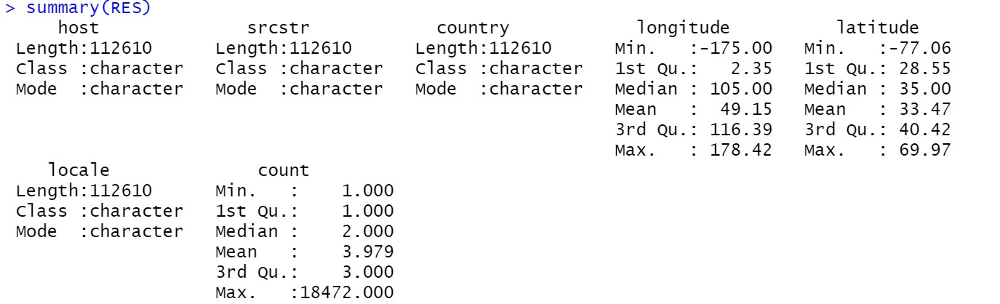 > summary(RES)
     host              srcstr            country            longitude          latitude
 Length:112610      Length:112610      Length:112610      Min.   :-175.00   Min.   :-77.06
 Class :character   Class :character   Class :character   1st Qu.:   2.35   1st Qu.: 28.55
 Mode  :character   Mode  :character   Mode  :character   Median : 105.00   Median : 35.00
                                                          Mean   :  49.15   Mean   : 33.47
                                                          3rd Qu.: 116.39   3rd Qu.: 40.42
                                                          Max.   : 178.42   Max.   : 69.97
    locale              count
 Length:112610      Min.   :    1.000
 Class :character   1st Qu.:    1.000
 Mode  :character   Median :    2.000
                    Mean   :    3.979
                    3rd Qu.:    3.000
                    Max.   :18472.000